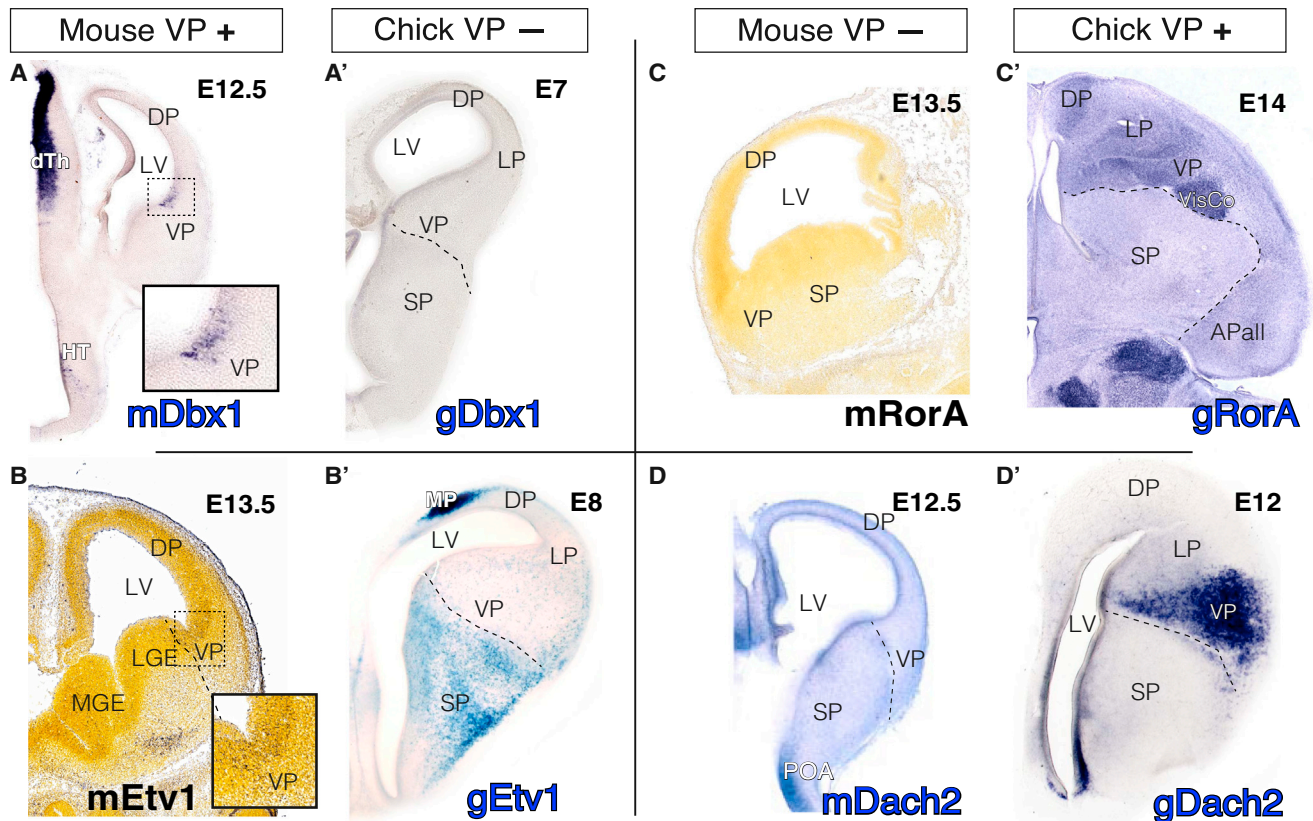 Mouse VP +
Chick VP —
Mouse VP —
Chick VP +
A
E12.5
DP
dTh
LV
VP
HT
VP
mDbx1
A’
E7
DP
LV
LP
VP
SP
gDbx1
C
E13.5
DP
LV
SP
VP
mRorA
C’
E14
DP
LP
VP
VisCo
SP
APall
gRorA
B
E13.5
DP
LV
LGE
VP
MGE
VP
mEtv1
B’
MP
DP
E8
LV
LP
VP
SP
gEtv1
D
E12.5
DP
LV
VP
SP
POA
mDach2
D’
DP
E12
LP
LV
VP
SP
gDach2